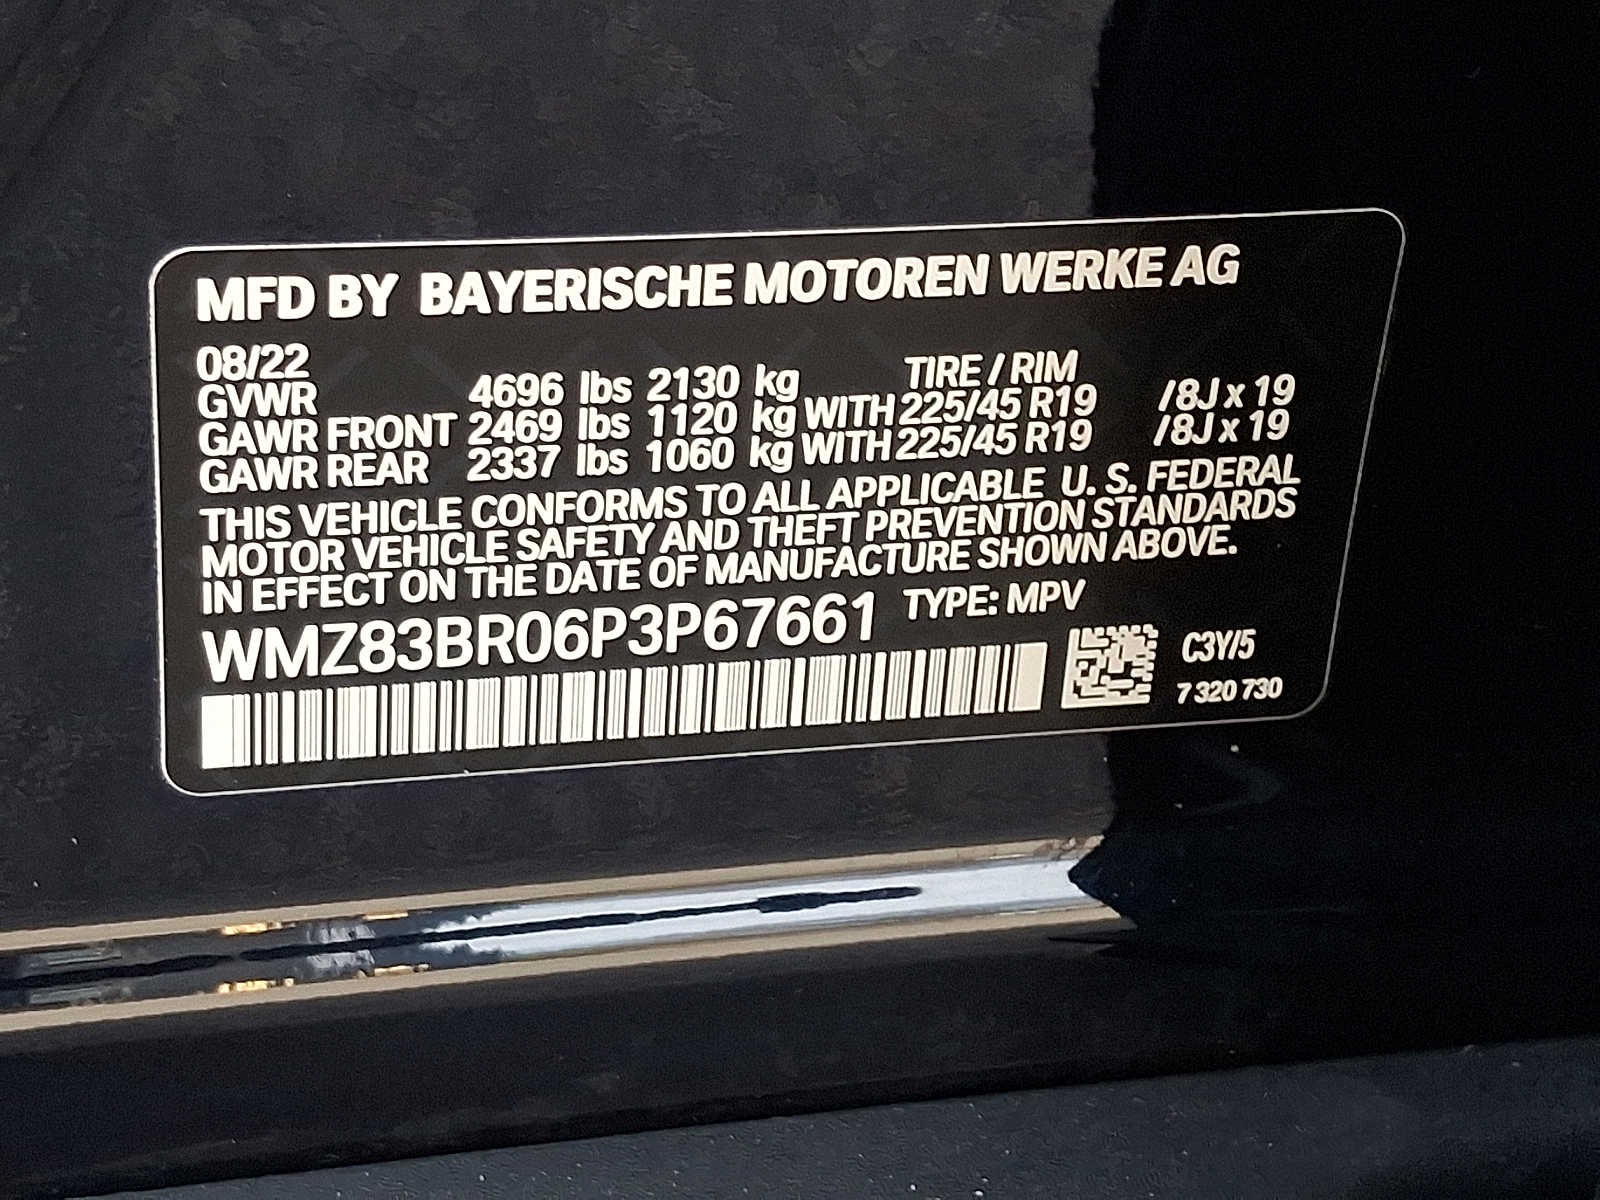 MFD BY BAYERISCHE MOTOREN WERKE AG
08/22 TIRE / RIM
GVWR 4696 lbs 2130 kg
GAWR FRONT 2469 lbs 1120 kg WITH 225/45 R19 /8J x 19
GAWR REAR 2337 lbs 1060 kg WITH 225/45 R19 /8J x 19
THIS VEHICLE CONFORMS TO ALL APPLICABLE U. S. FEDERAL
MOTOR VEHICLE SAFETY AND THEFT PREVENTION STANDARDS
IN EFFECT ON THE DATE OF MANUFACTURE SHOWN ABOVE.
WMZ83BR06P3P67661 TYPE: MPV
C3Y/5
7 320 730